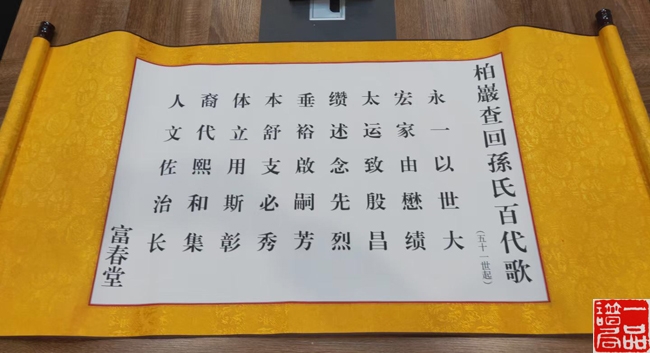 柏巖查回孫氏百代歌
(五十一世起)
永一以世大
宏家由懋绩
太运致殷昌
缵述念先烈
垂裕啟嗣芳
本舒支必秀
体立用斯彰
裔代熙和集
人文佐治长
富春堂
一品譜局